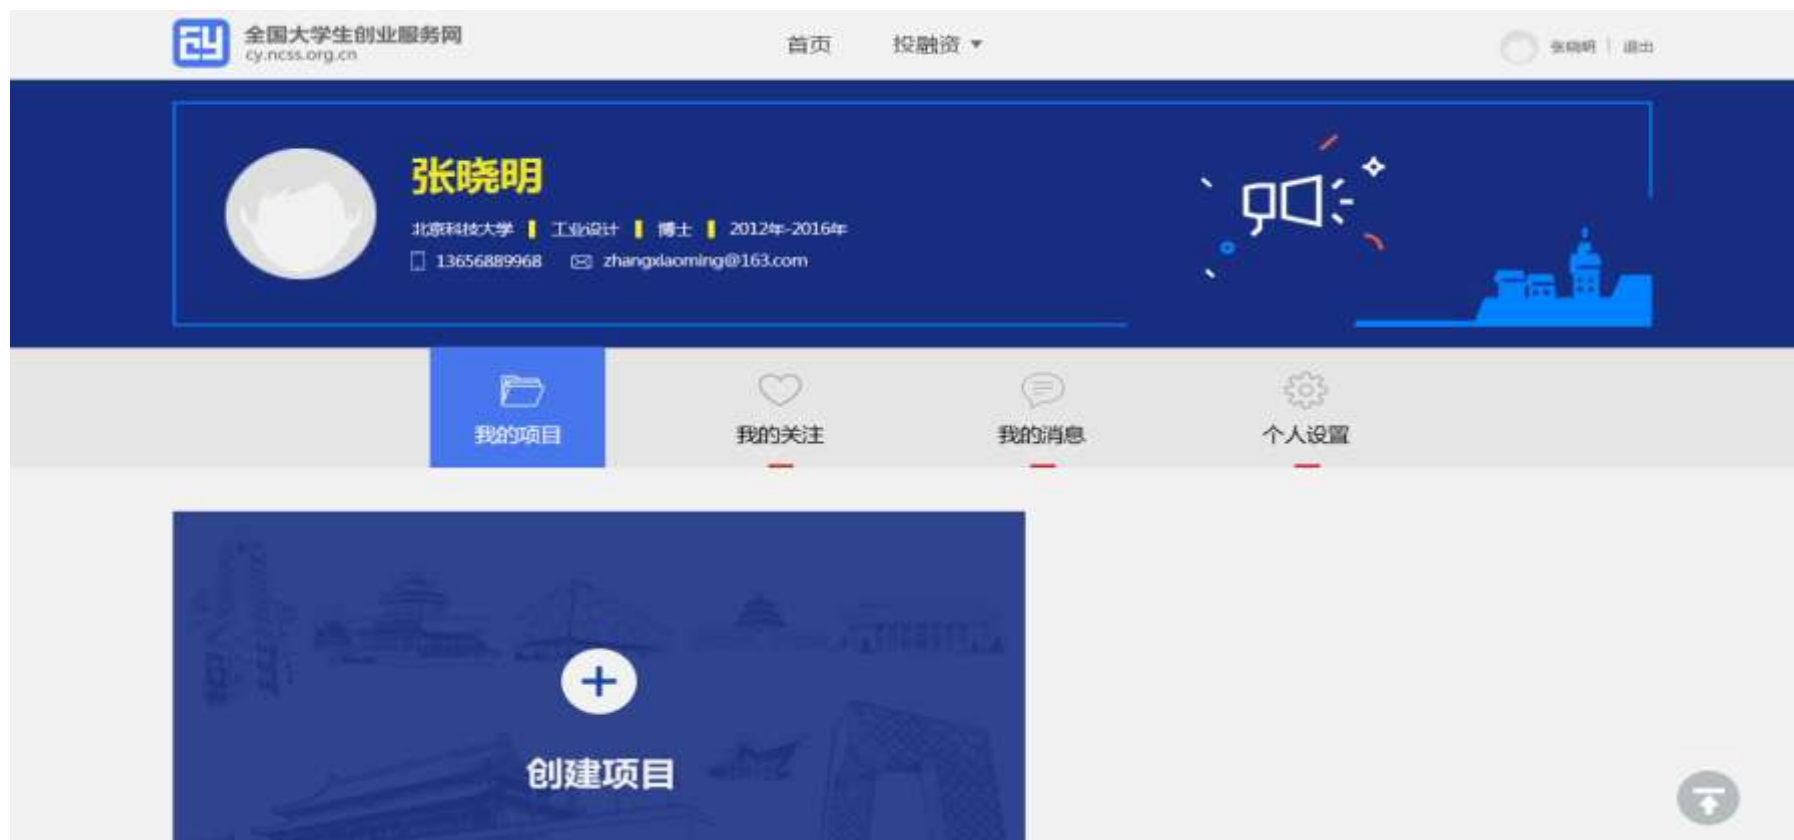 全国大学生创业服务网
cy.ncss.org.cn
首页 投融资
张晓明 | 退出
张晓明
北京科技大学 工业设计 博士 2012年-2016年
13656889968 zhangxiaoming@163.com
我的项目 我的关注 我的消息 个人设置
创建项目